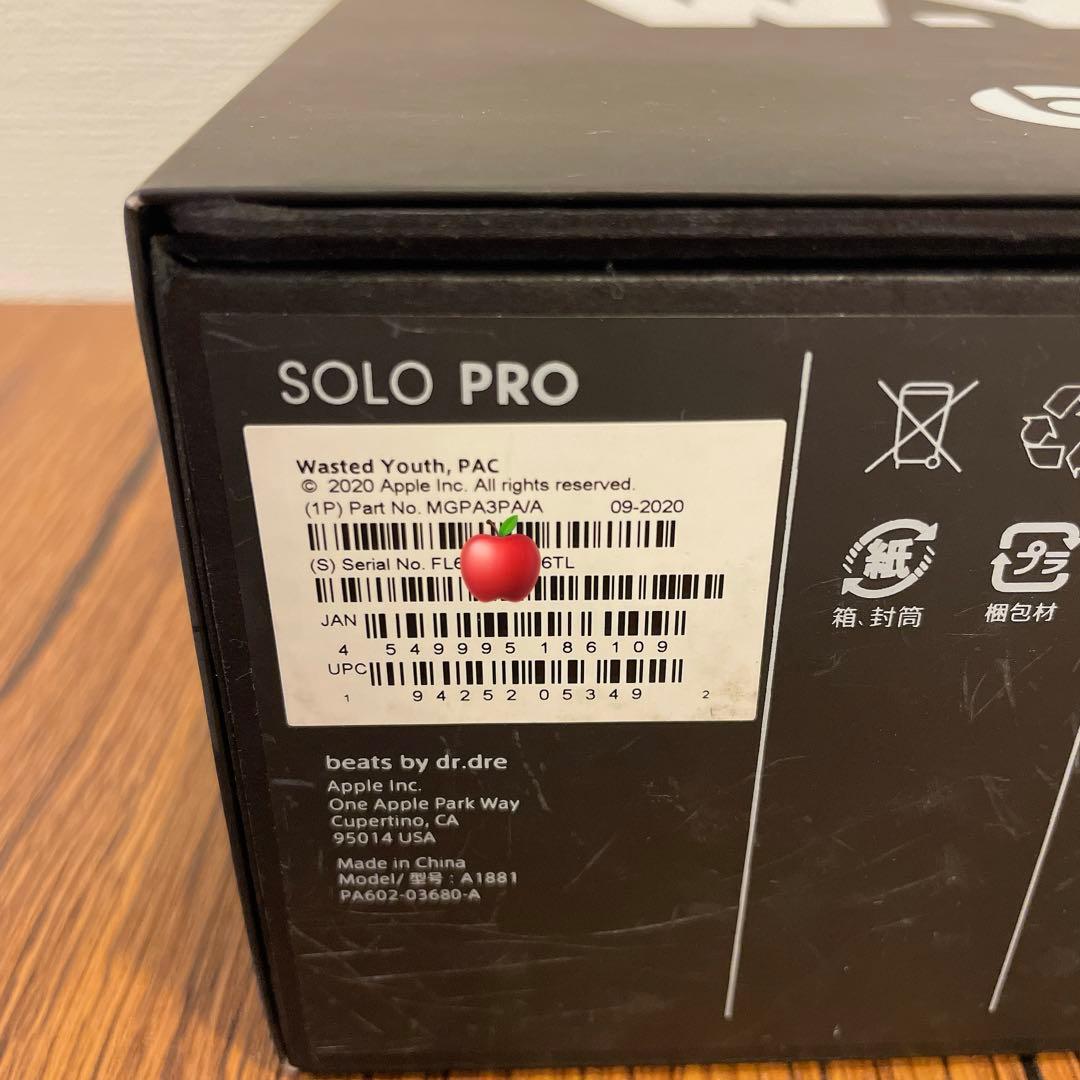 SOLO PRO
Wasted Youth, PAC
© 2020 Apple Inc. All rights reserved.
(1P) Part No. MGPA3PA/A 09-2020
(S) Serial No. FL6 6TL
JAN
4 549995 186109
UPC
1 94252 05349 2
beats by dr.dre
Apple Inc.
One Apple Park Way
Cupertino, CA
95014 USA
Made in China
Model/ 型号 : A1881
PA602-03680-A
紙
箱、封筒
プラ
梱包材